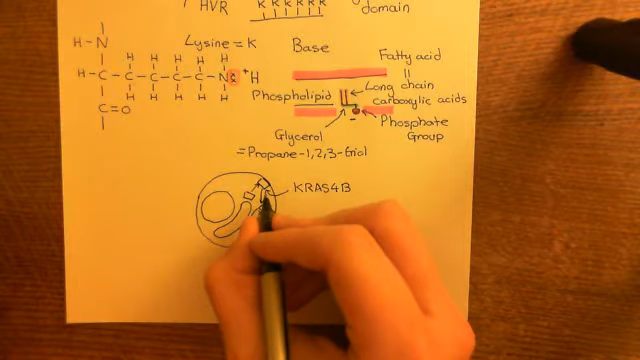 HVR
K K K K K K
domain
Lysine = K
Base
Fatty acid
H-N
H H H H H
H-C-C-C-C-C-N: +H
H H H H H
C=O
Long chain
carboxylic acids
Phospholipid
Glycerol
Phosphate
Group
= Propane-1,2,3-triol
KRAS4B